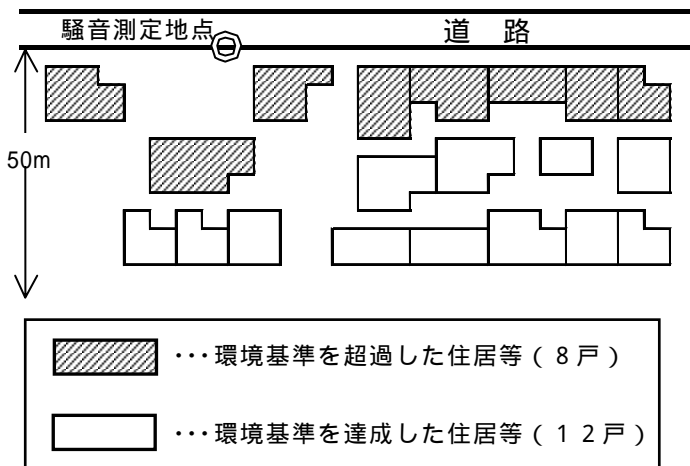 騒音測定地点
道　路
50m
･･･環境基準を超過した住居等（８戸）
･･･環境基準を達成した住居等（１２戸）